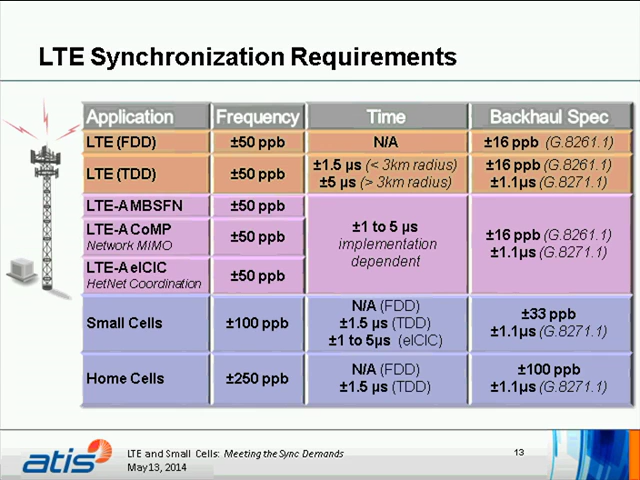 LTE Synchronization Requirements
Application Frequency Time Backhaul Spec
LTE (FDD) ±50 ppb N/A ±16 ppb (G.8261.1)
LTE (TDD) ±50 ppb ±1.5 µs (< 3km radius) ±16 ppb (G.8261.1)
±5 µs (> 3km radius) ±1.1µs (G.8271.1)
LTE-A MBSFN ±50 ppb
LTE-A CoMP ±50 ppb
Network MIMO
LTE-A eICIC ±50 ppb
HetNet Coordination
±1 to 5 µs
implementation
dependent
±16 ppb (G.8261.1)
±1.1µs (G.8271.1)
Small Cells ±100 ppb
N/A (FDD)
±1.5 µs (TDD)
±1 to 5µs (eICIC)
±33 ppb
±1.1µs (G.8271.1)
Home Cells ±250 ppb
N/A (FDD)
±1.5 µs (TDD)
±100 ppb
±1.1µs (G.8271.1)
atis
LTE and Small Cells: Meeting the Sync Demands
May 13, 2014
13